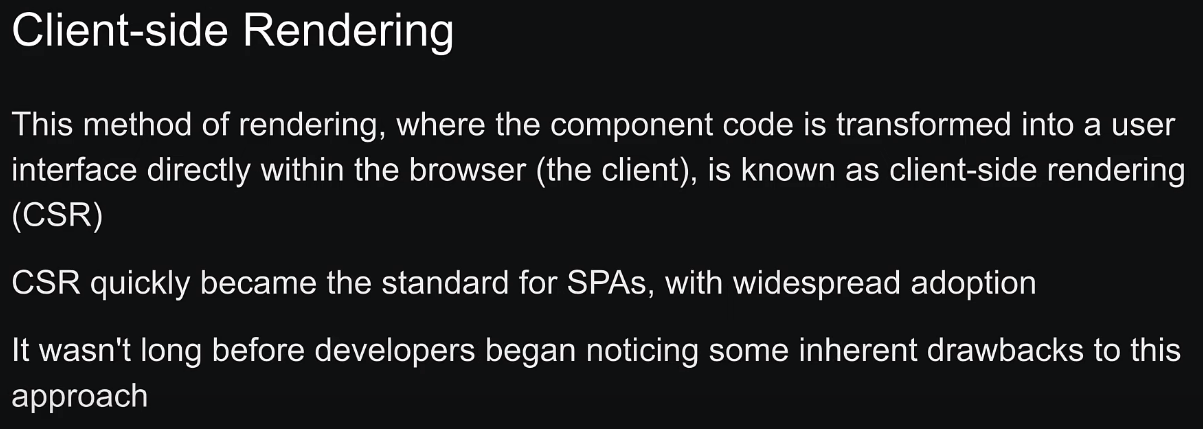 Client-side Rendering
This method of rendering, where the component code is transformed into a user
interface directly within the browser (the client), is known as client-side rendering
(CSR)
CSR quickly became the standard for SPAs, with widespread adoption
It wasn't long before developers began noticing some inherent drawbacks to this
approach